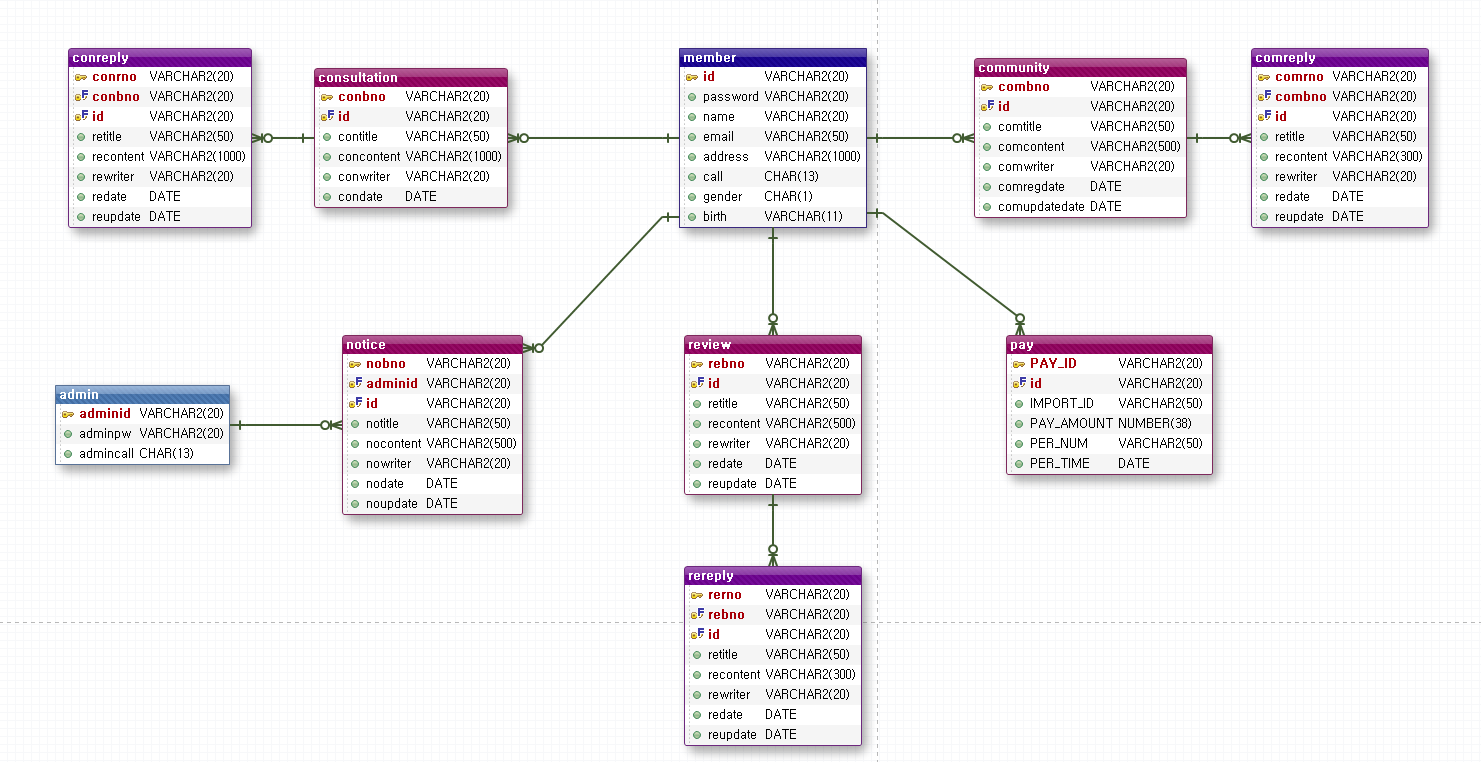 conreply
conrno VARCHAR2(20)
conbno VARCHAR2(20)
id VARCHAR2(20)
retitle VARCHAR2(50)
recontent VARCHAR2(1000)
rewriter VARCHAR2(20)
redate DATE
reupdate DATE
consultation
conbno VARCHAR2(20)
id VARCHAR2(20)
contitle VARCHAR2(50)
concontent VARCHAR2(1000)
conwriter VARCHAR2(20)
condate DATE
member
id VARCHAR2(20)
password VARCHAR2(20)
name VARCHAR2(20)
email VARCHAR2(50)
address VARCHAR2(1000)
call CHAR(13)
gender CHAR(1)
birth VARCHAR(11)
community
combno VARCHAR2(20)
id VARCHAR2(20)
comtitle VARCHAR2(50)
comcontent VARCHAR2(500)
comwriter VARCHAR2(20)
comregdate DATE
comupdatedate DATE
comreply
comrno VARCHAR2(20)
combno VARCHAR2(20)
id VARCHAR2(20)
retitle VARCHAR2(50)
recontent VARCHAR2(300)
rewriter VARCHAR2(20)
redate DATE
reupdate DATE
admin
adminid VARCHAR2(20)
adminpw VARCHAR2(20)
admincall CHAR(13)
notice
nobno VARCHAR2(20)
adminid VARCHAR2(20)
id VARCHAR2(20)
notitle VARCHAR2(50)
nocontent VARCHAR2(500)
nowriter VARCHAR2(20)
nodate DATE
noupdate DATE
review
rebno VARCHAR2(20)
id VARCHAR2(20)
retitle VARCHAR2(50)
recontent VARCHAR2(500)
rewriter VARCHAR2(20)
redate DATE
reupdate DATE
pay
PAY_ID VARCHAR2(20)
id VARCHAR2(20)
IMPORT_ID VARCHAR2(50)
PAY_AMOUNT NUMBER(38)
PER_NUM VARCHAR2(50)
PER_TIME DATE
rereply
rerno VARCHAR2(20)
rebno VARCHAR2(20)
id VARCHAR2(20)
retitle VARCHAR2(50)
recontent VARCHAR2(300)
rewriter VARCHAR2(20)
redate DATE
reupdate DATE